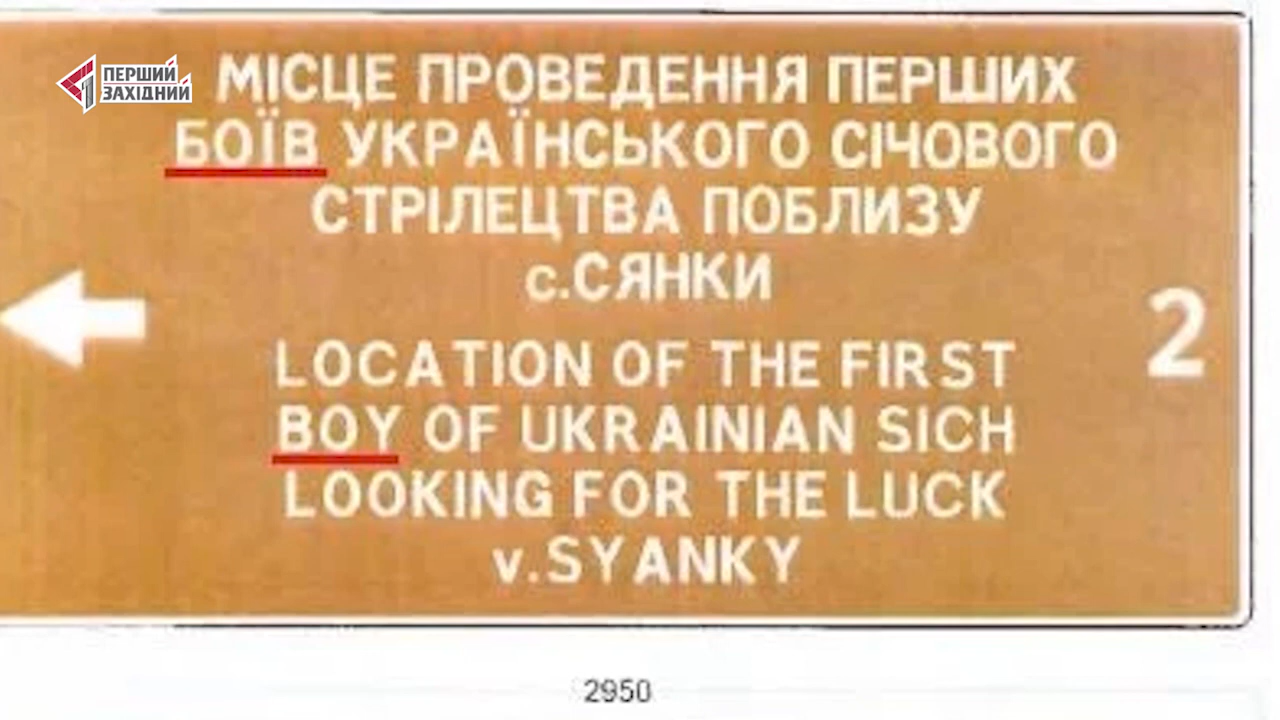 ПЕРШИЙ
ЗАХІДНИЙ
МІСЦЕ ПРОВЕДЕННЯ ПЕРШИХ
БОЇВ УКРАЇНСЬКОГО СІЧОВОГО
СТРІЛЕЦТВА ПОБЛИЗУ
с.СЯНКИ
2
LOCATION OF THE FIRST
BOY OF UKRAINIAN SICH
LOOKING FOR THE LUCK
v.SYANKY
2950